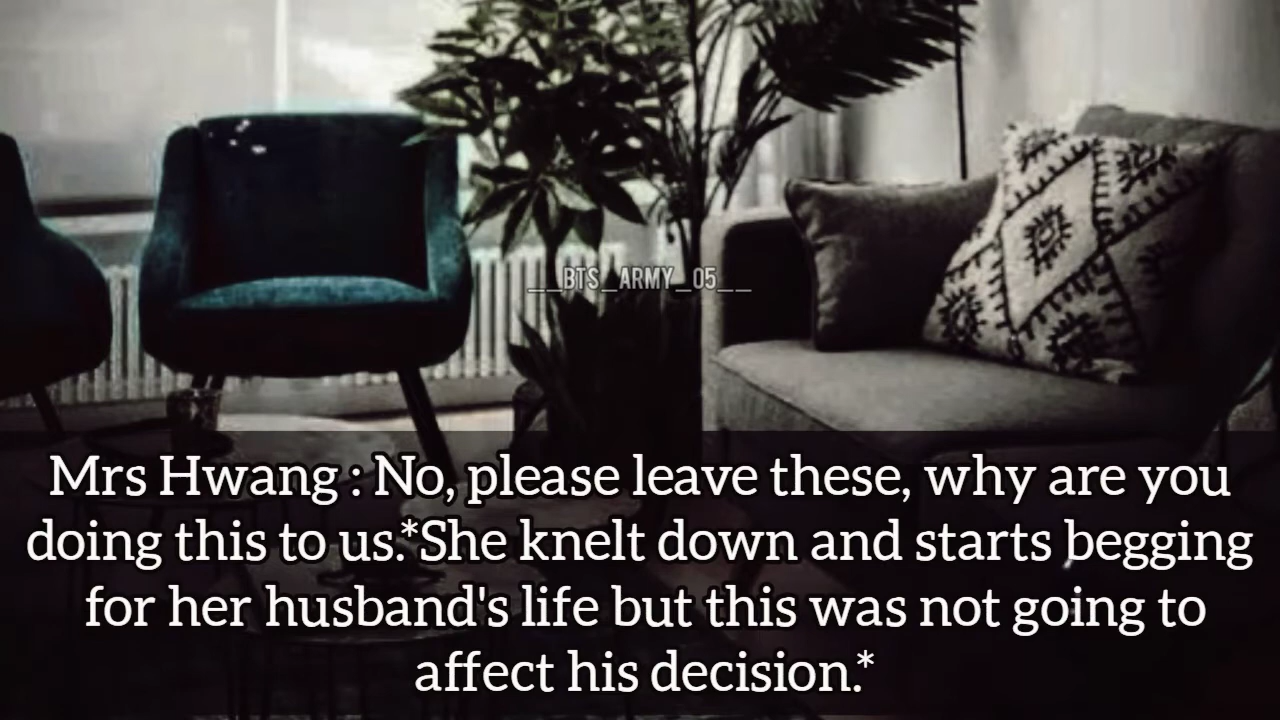 __BTS_ARMY_05__
Mrs Hwang : No, please leave these, why are you
doing this to us.*She knelt down and starts begging
for her husband's life but this was not going to
affect his decision.*